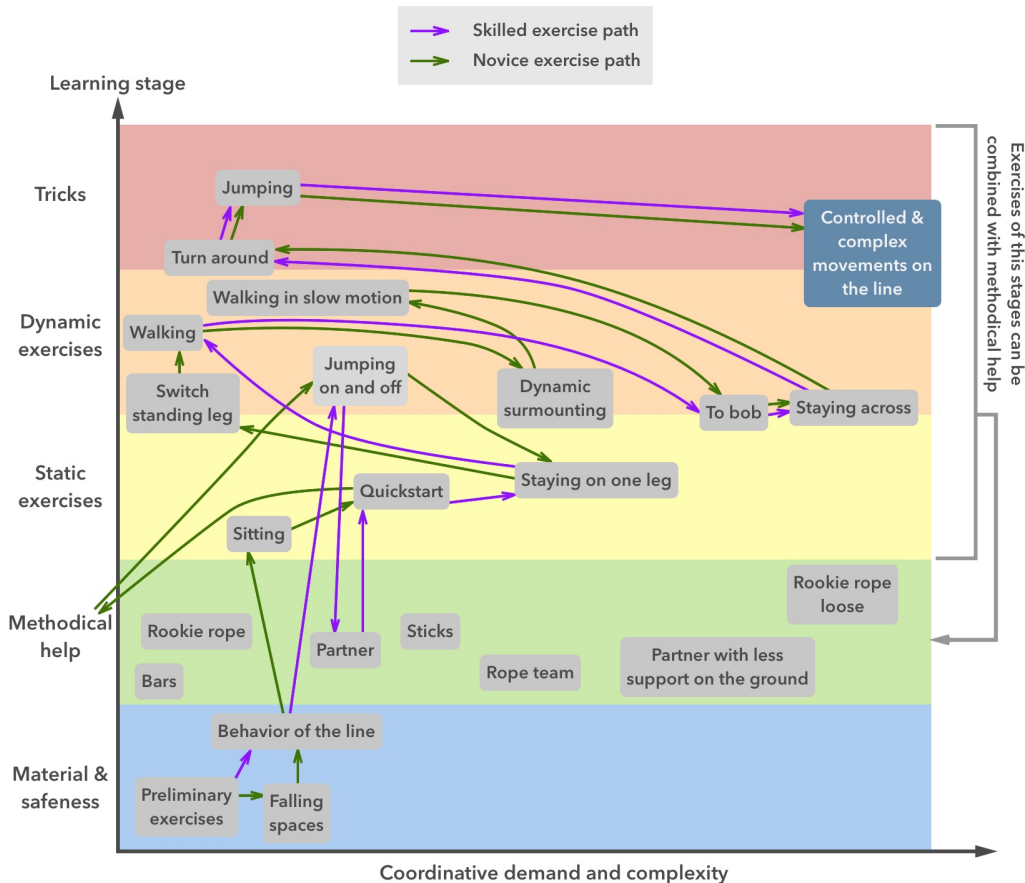 Skilled exercise path
Novice exercise path
Learning stage
Tricks
Jumping
Turn around
Controlled &
complex
movements on
the line
Exercises of this stages can be
combined with methodical help
Dynamic
exercises
Walking in slow motion
Walking
Switch
standing leg
Jumping
on and off
Dynamic
surmounting
To bob
Staying across
Static
exercises
Staying on one leg
Quickstart
Sitting
Methodical
help
Rookie rope
loose
Rookie rope
Partner
Sticks
Bars
Rope team
Partner with less
support on the ground
Material &
safeness
Behavior of the line
Preliminary
exercises
Falling
spaces
Coordinative demand and complexity